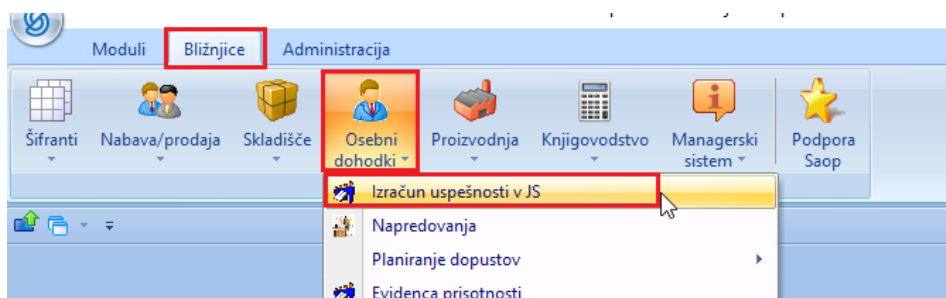 Moduli Bližnjice Administracija
Šifranti Nabava/prodaja Skladišče Osebni dohodki Proizvodnja Knjigovodstvo Managerski sistem Podpora Saop
Izračun uspešnosti v JS
Napredovanja
Planiranje dopustov
Evidenca prisotnosti